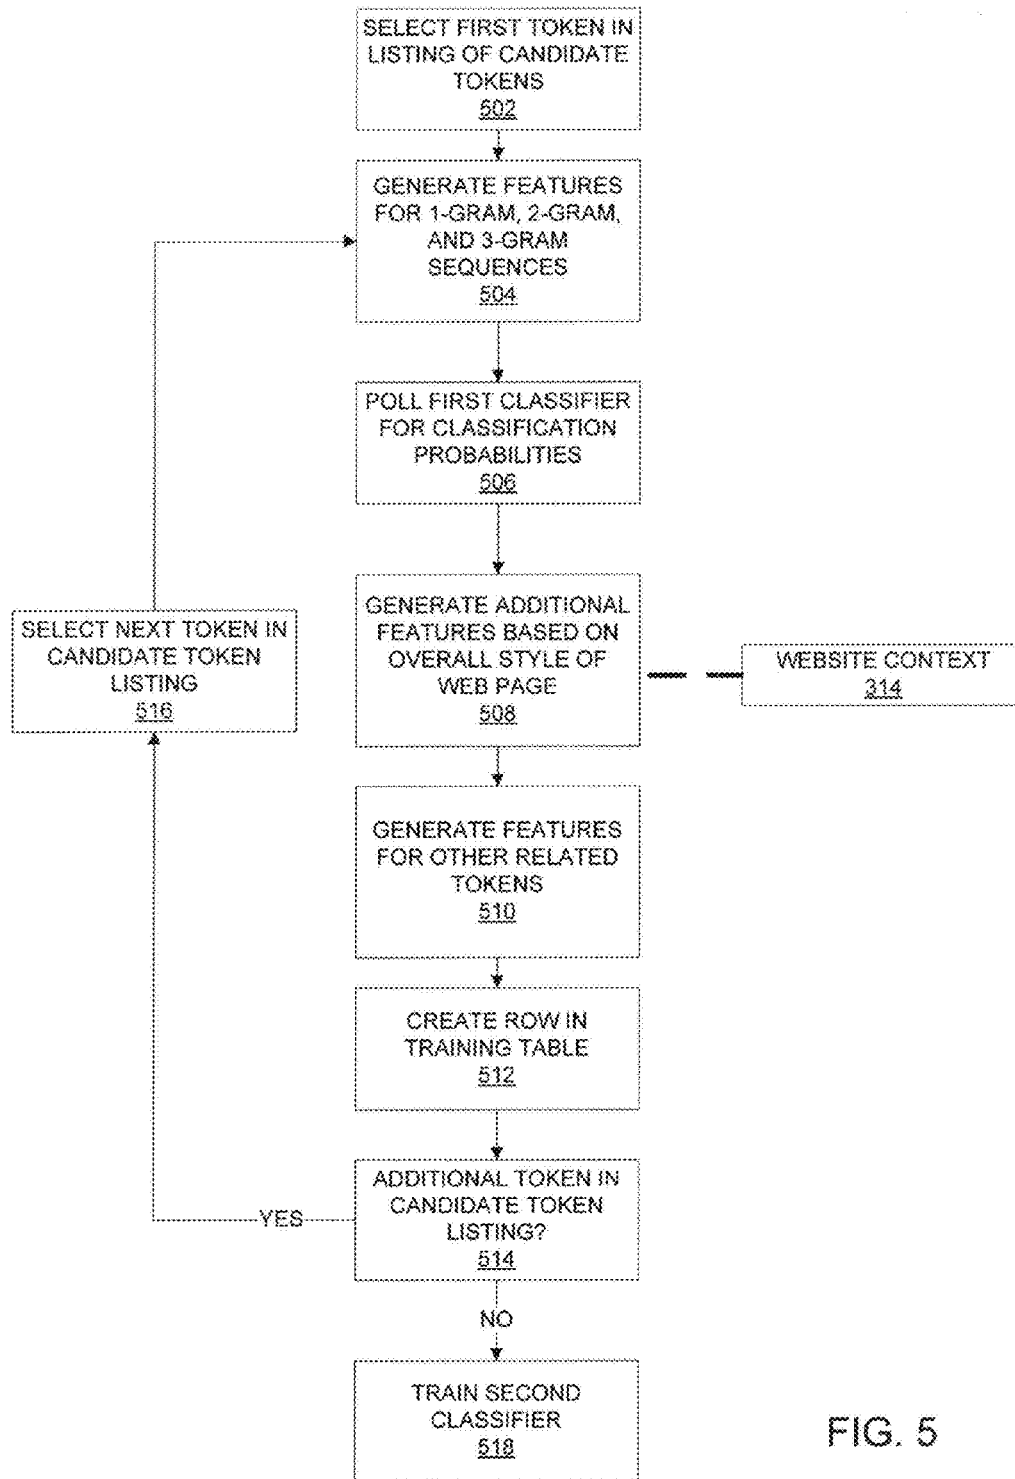 SELECT FIRST TOKEN IN
LISTING OF CANDIDATE
TOKENS
502
GENERATE FEATURES
FOR 1-GRAM, 2-GRAM,
AND 3-GRAM
SEQUENCES
504
POLL FIRST CLASSIFIER
FOR CLASSIFICATION
PROBABILITIES
506
GENERATE ADDITIONAL
FEATURES BASED ON
OVERALL STYLE OF
WEB PAGE
508
WEBSITE CONTEXT
314
SELECT NEXT TOKEN IN
CANDIDATE TOKEN
LISTING
516
GENERATE FEATURES
FOR OTHER RELATED
TOKENS
510
CREATE ROW IN
TRAINING TABLE
512
ADDITIONAL TOKEN IN
CANDIDATE TOKEN
LISTING?
514
YES
NO
TRAIN SECOND
CLASSIFIER
518
FIG. 5